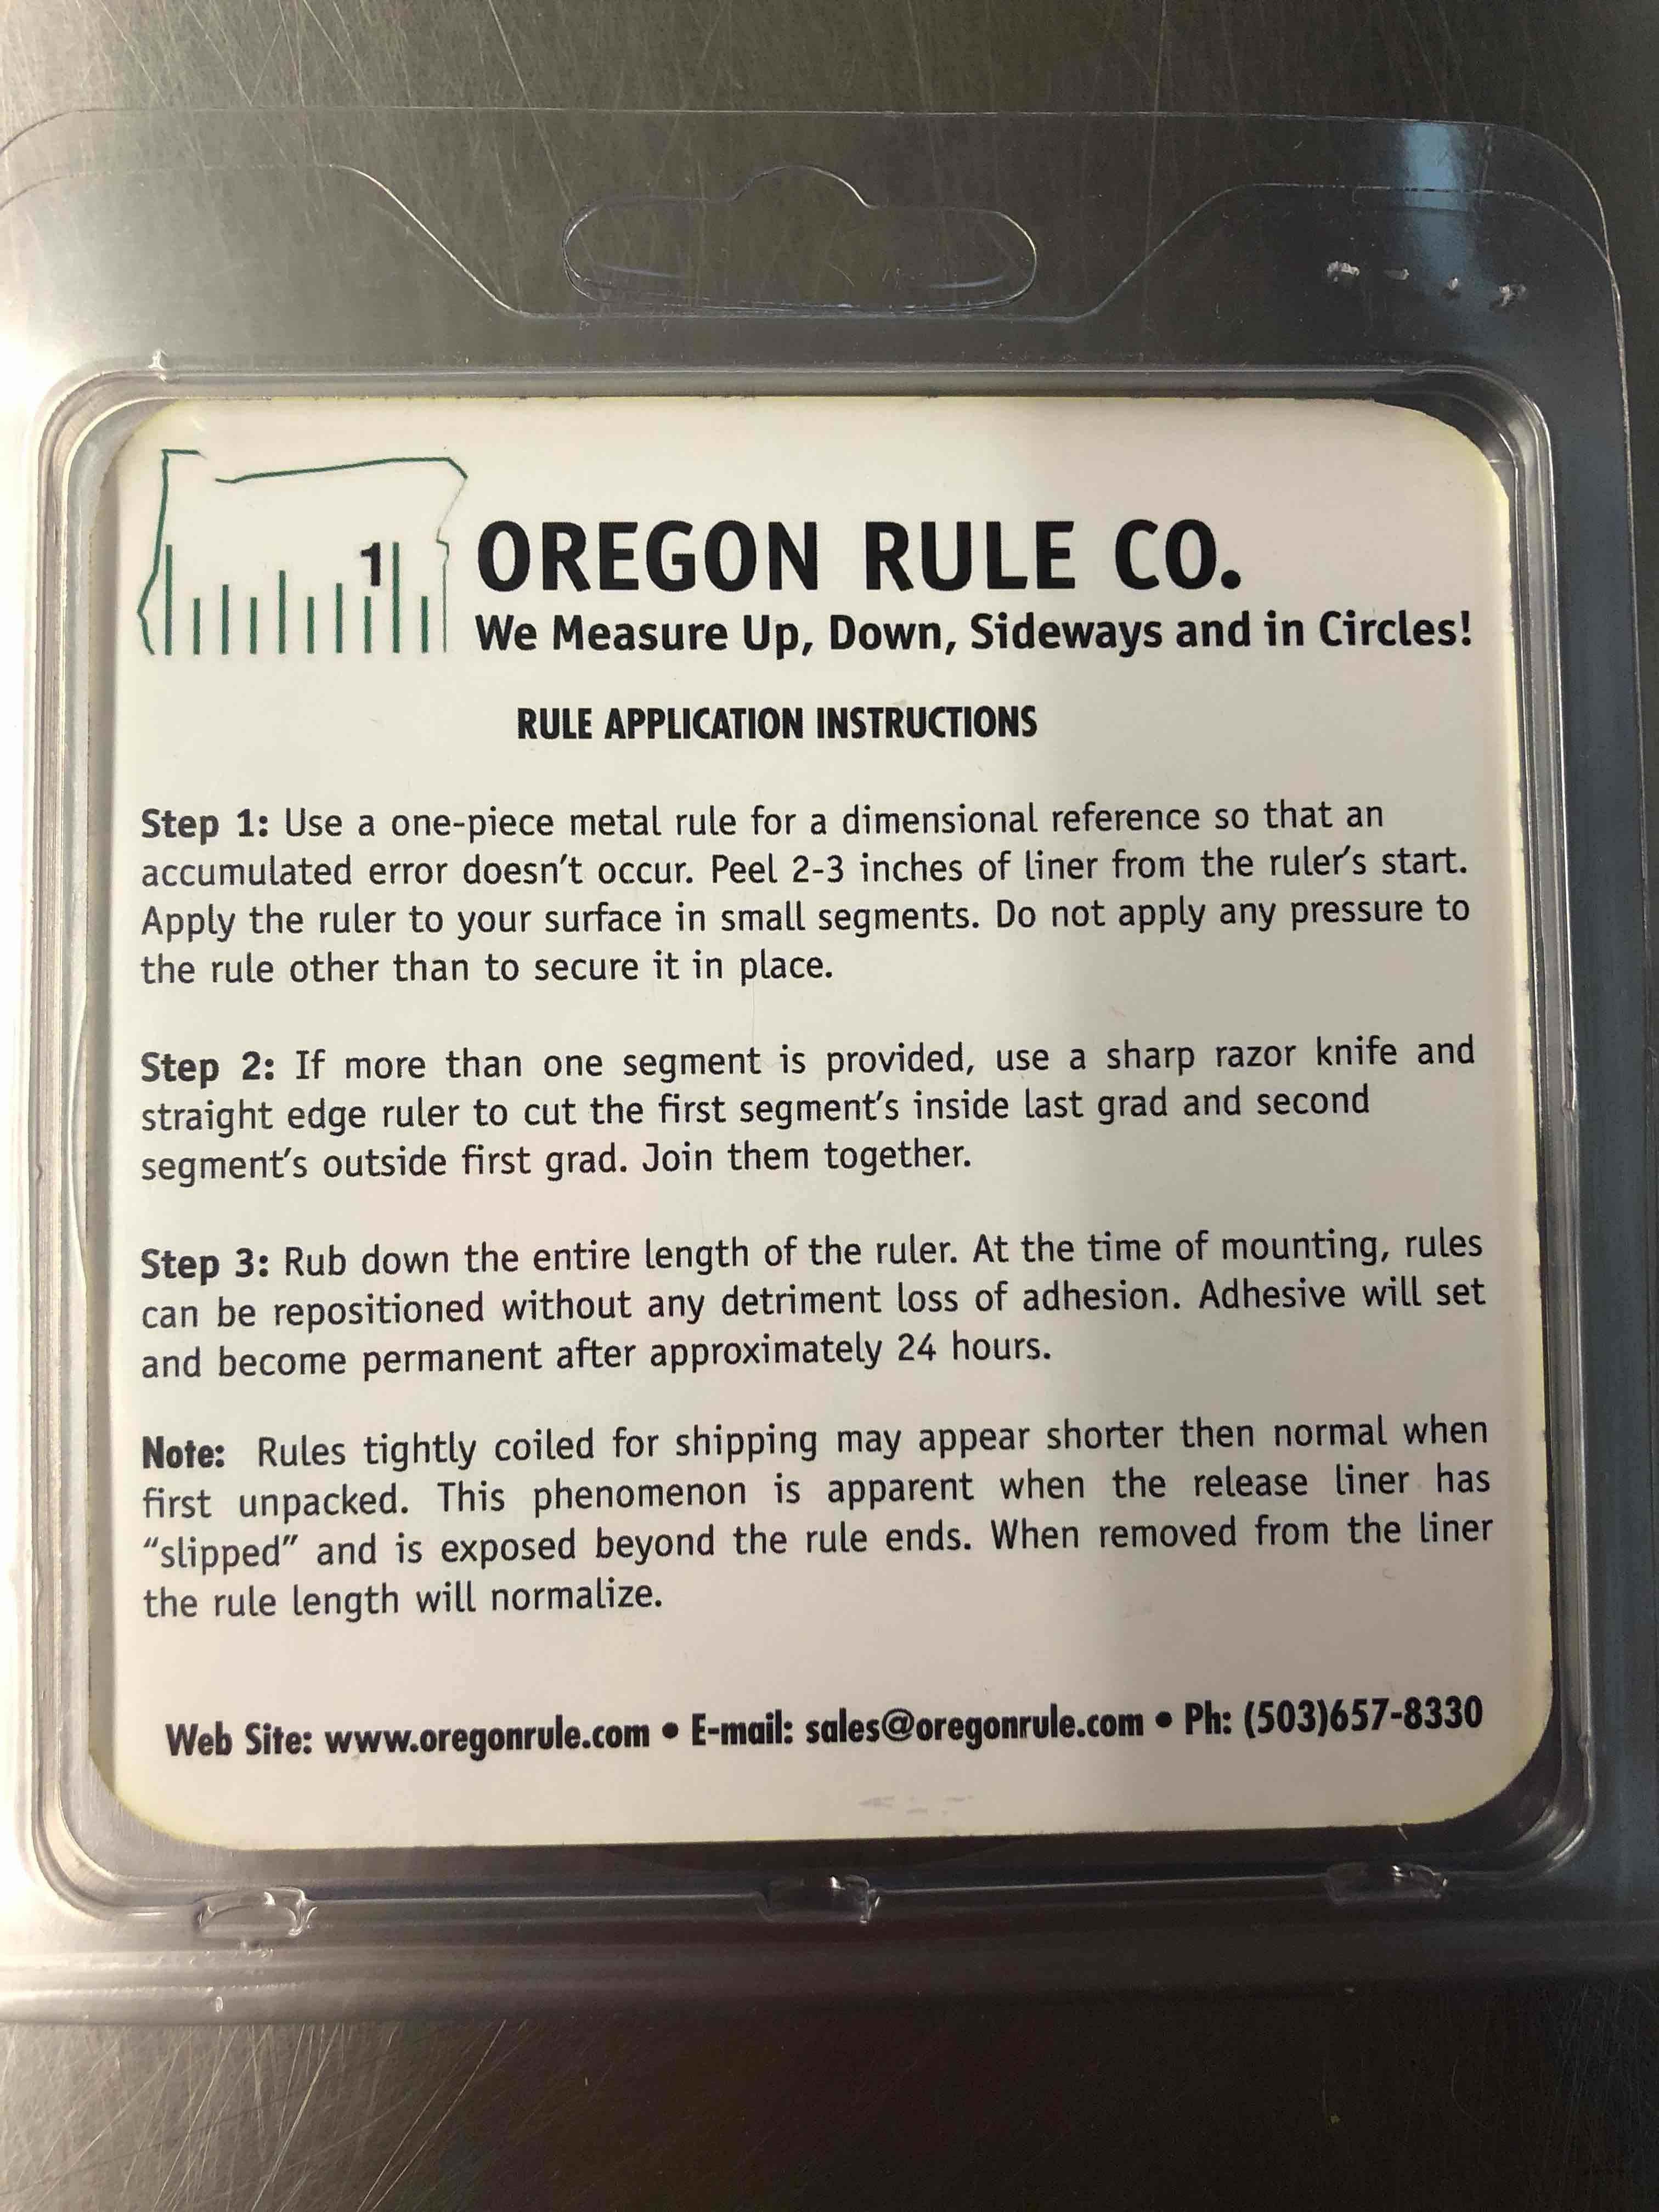 1
OREGON RULE CO.
We Measure Up, Down, Sideways and in Circles!
RULE APPLICATION INSTRUCTIONS
Step 1: Use a one-piece metal rule for a dimensional reference so that an
accumulated error doesn't occur. Peel 2-3 inches of liner from the ruler's start.
Apply the ruler to your surface in small segments. Do not apply any pressure to
the rule other than to secure it in place.
Step 2: If more than one segment is provided, use a sharp razor knife and
straight edge ruler to cut the first segment's inside last grad and second
segment's outside first grad. Join them together.
Step 3: Rub down the entire length of the ruler. At the time of mounting, rules
can be repositioned without any detriment loss of adhesion. Adhesive will set
and become permanent after approximately 24 hours.
Note: Rules tightly coiled for shipping may appear shorter then normal when
first unpacked. This phenomenon is apparent when the release liner has
“slipped” and is exposed beyond the rule ends. When removed from the liner
the rule length will normalize.
Web Site: www.oregonrule.com • E-mail: sales@oregonrule.com • Ph: (503)657-8330